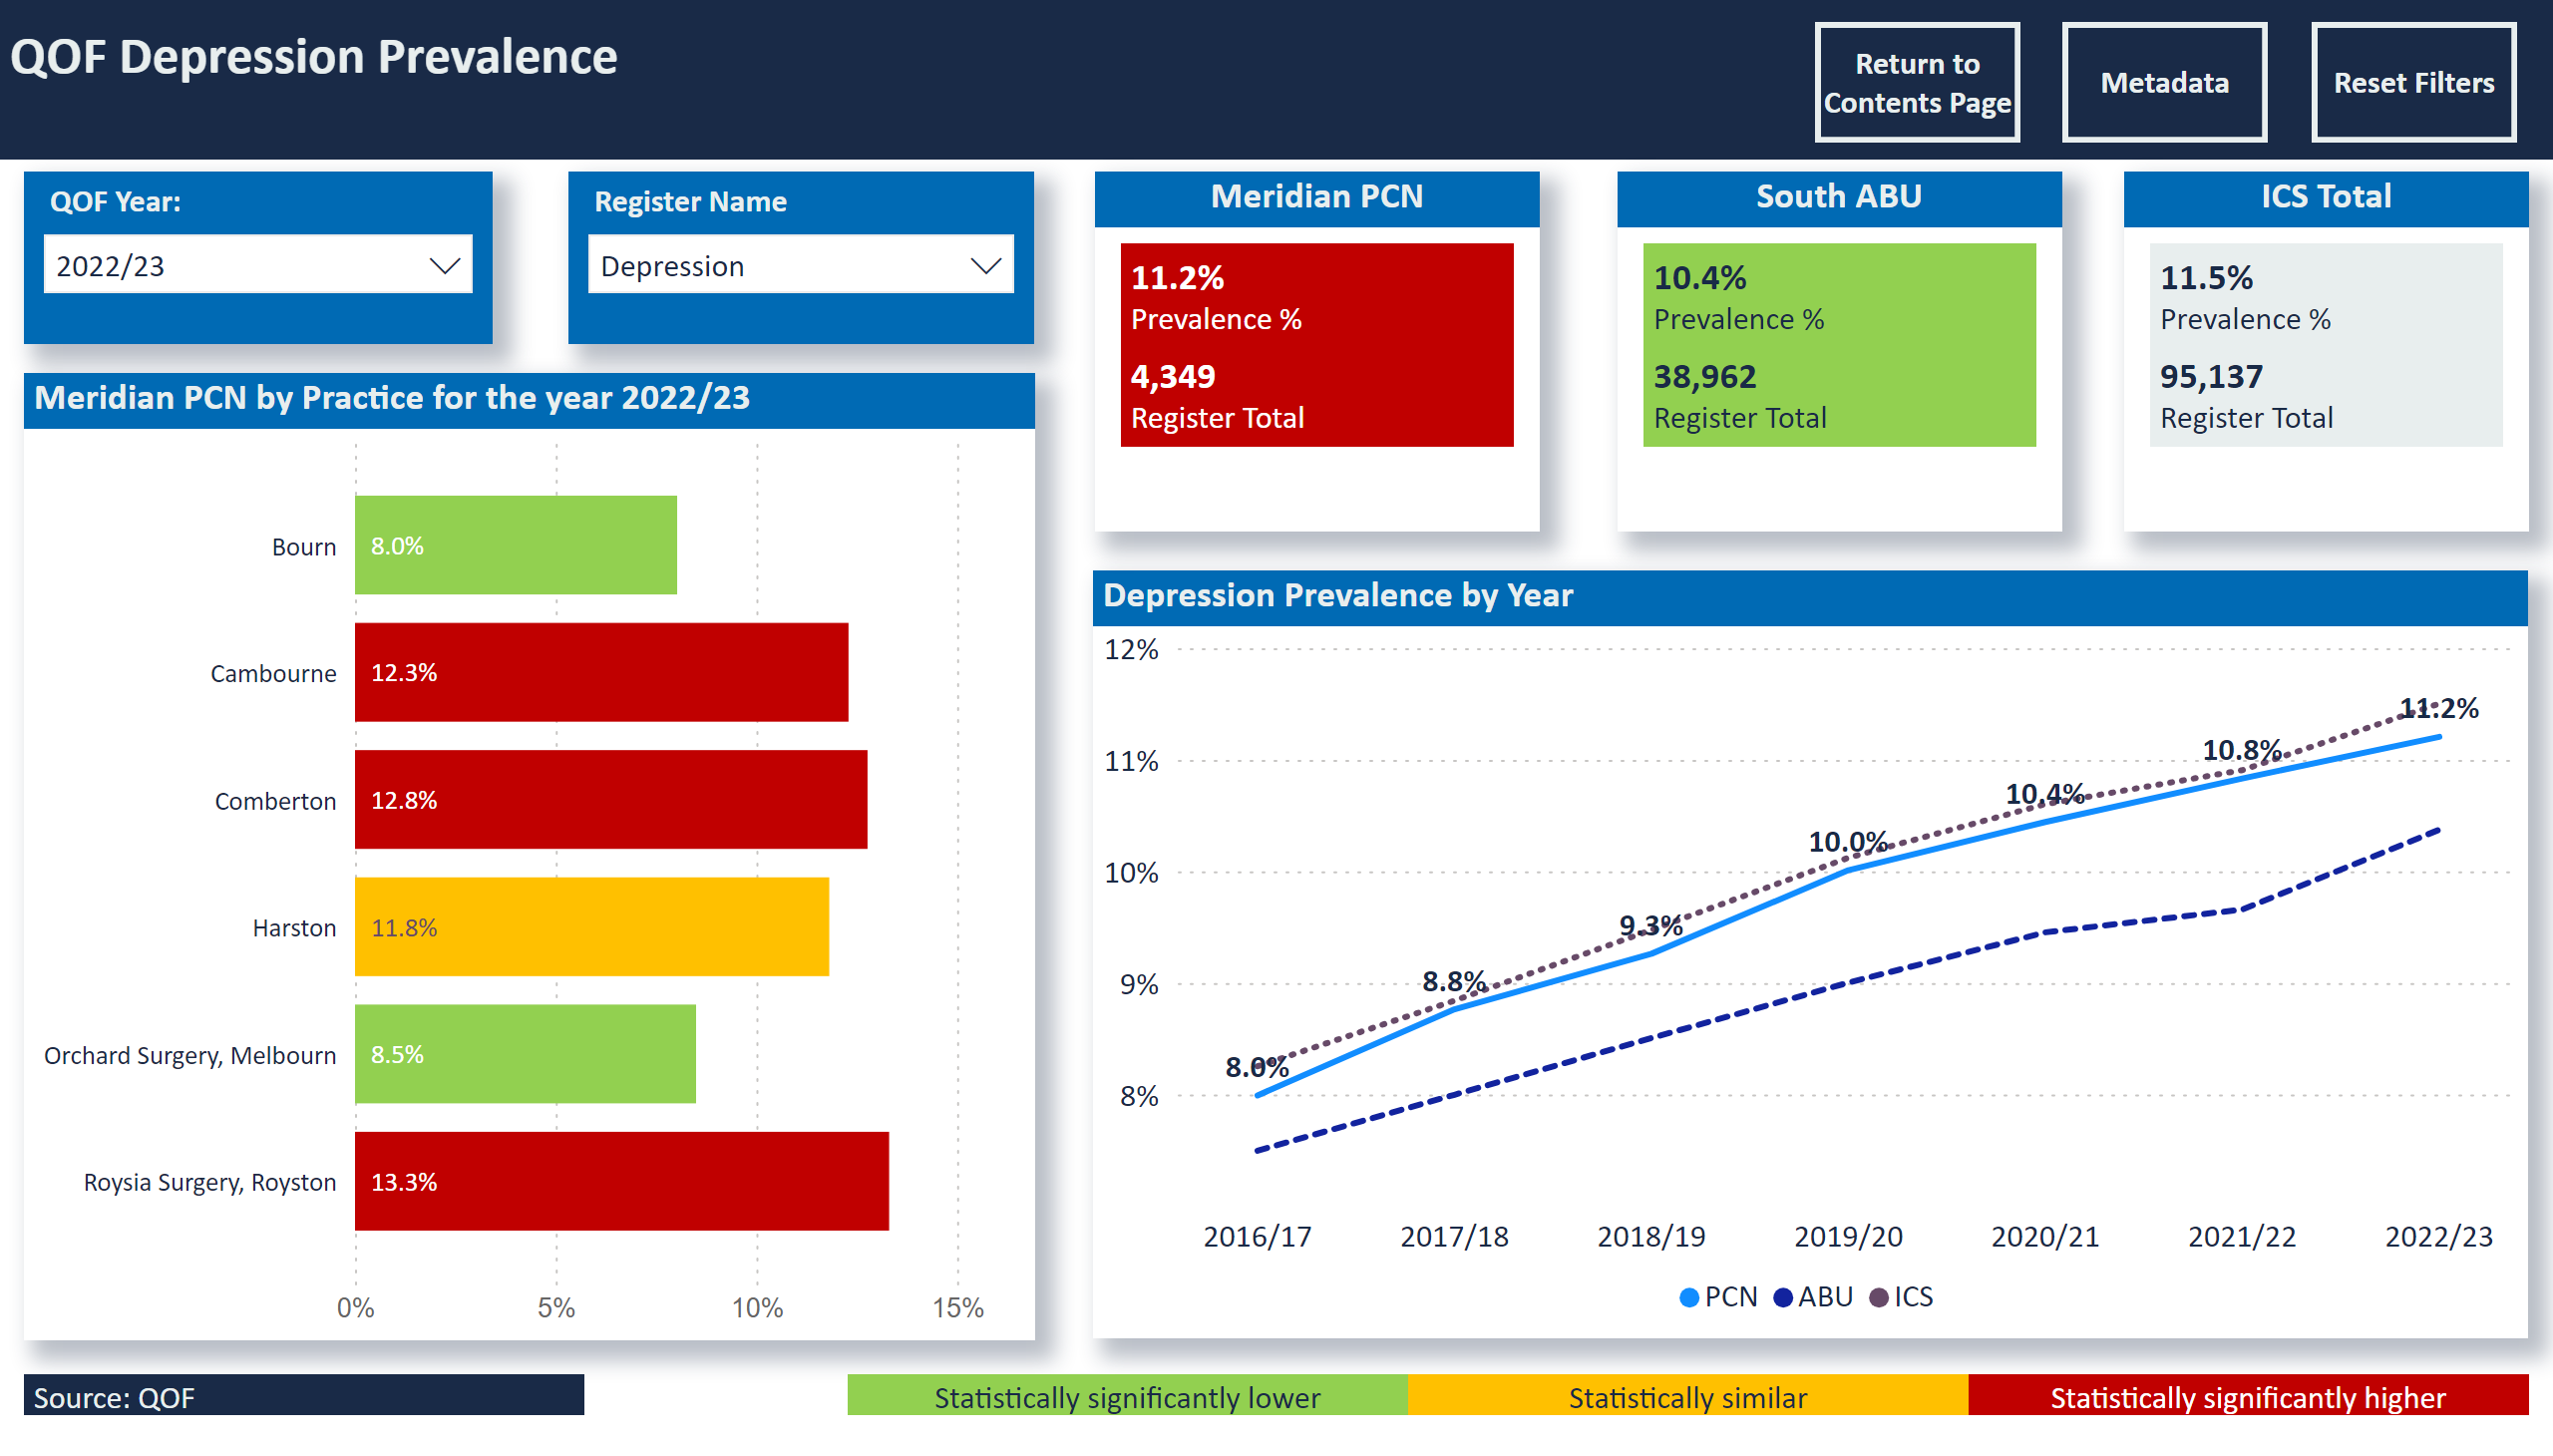 QOF Depression Prevalence
Return to
Contents Page
Metadata
Reset Filters
QOF Year:
2022/23
Register Name
Depression
Meridian PCN
11.2%
Prevalence %
4,349
Register Total
South ABU
10.4%
Prevalence %
38,962
Register Total
ICS Total
11.5%
Prevalence %
95,137
Register Total
Meridian PCN by Practice for the year 2022/23
Bourn
8.0%
Cambourne
12.3%
Comberton
12.8%
Harston
11.8%
Orchard Surgery, Melbourn
8.5%
Roysia Surgery, Royston
13.3%
0%
5%
10%
15%
Depression Prevalence by Year
12%
11%
10%
9%
8%
8.0%
8.8%
9.3%
10.0%
10.4%
10.8%
11.2%
2016/17
2017/18
2018/19
2019/20
2020/21
2021/22
2022/23
PCN
ABU
ICS
Source: QOF
Statistically significantly lower
Statistically similar
Statistically significantly higher